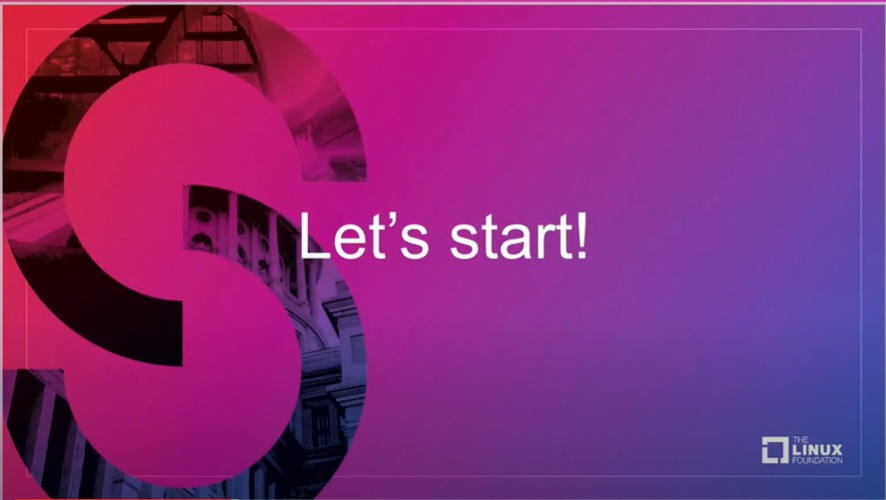 Let's start!
THE
LINUX
FOUNDATION